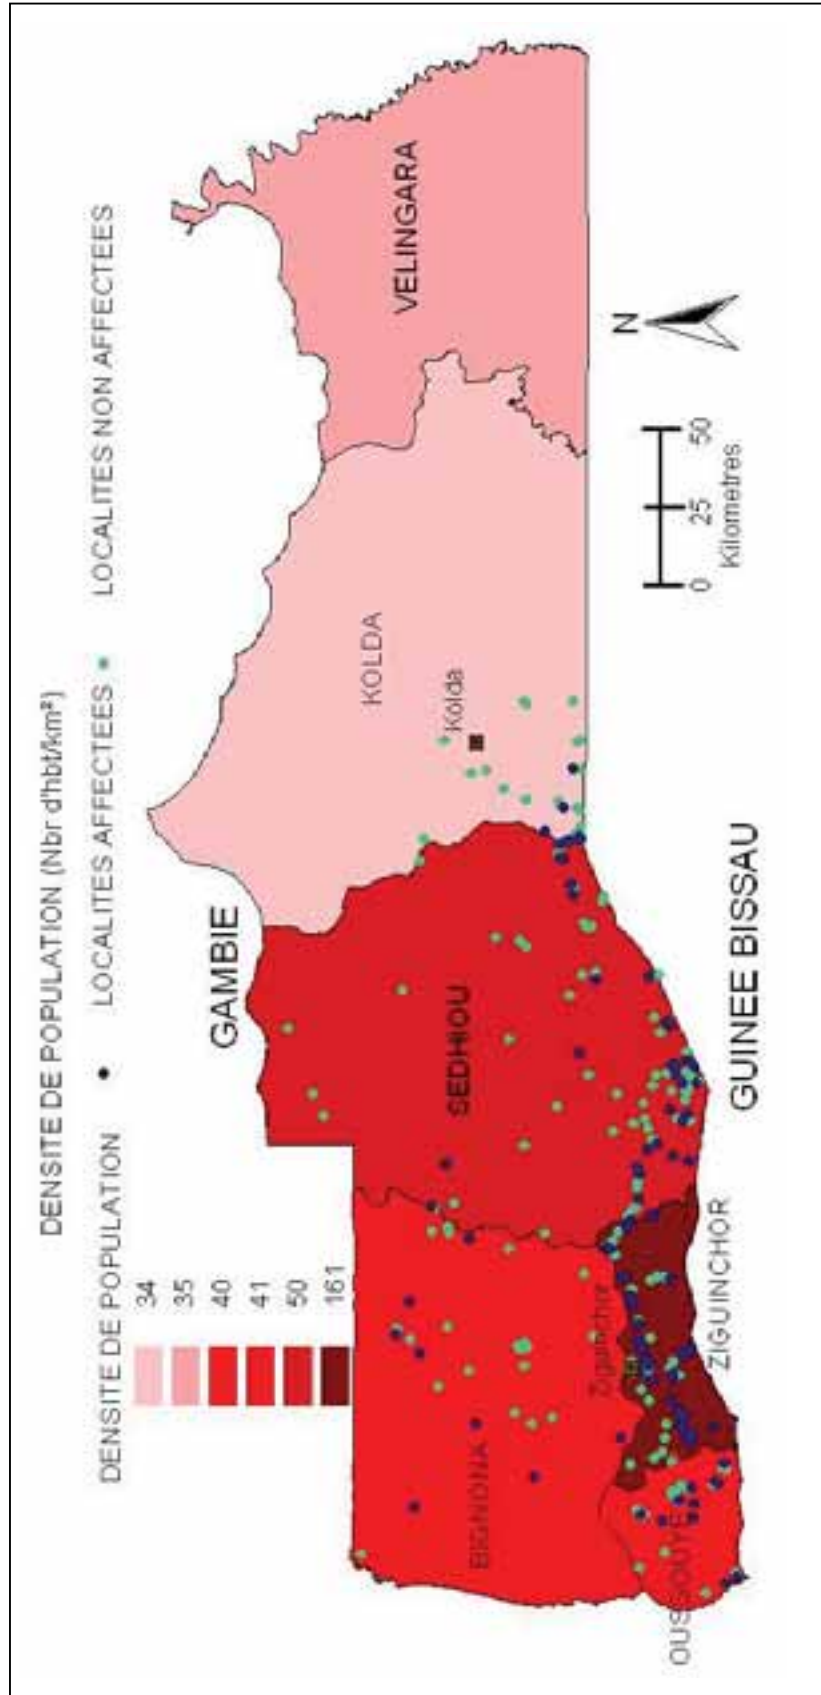 DENSITE DE POPULATION (Nbr d'hbt/km²)
DENSITE DE POPULATION
LOCALITES AFFECTEES
LOCALITES NON AFFECTEES
34
35
40
41
50
161
GAMBIE
VELINGARA
KOLDA
Kolda
SEDHIOU
BIGNONA
Ziguinchor
OUSSOUYE
ZIGUINCHOR
GUINEE BISSAU
N
0 25 50
Kilometres